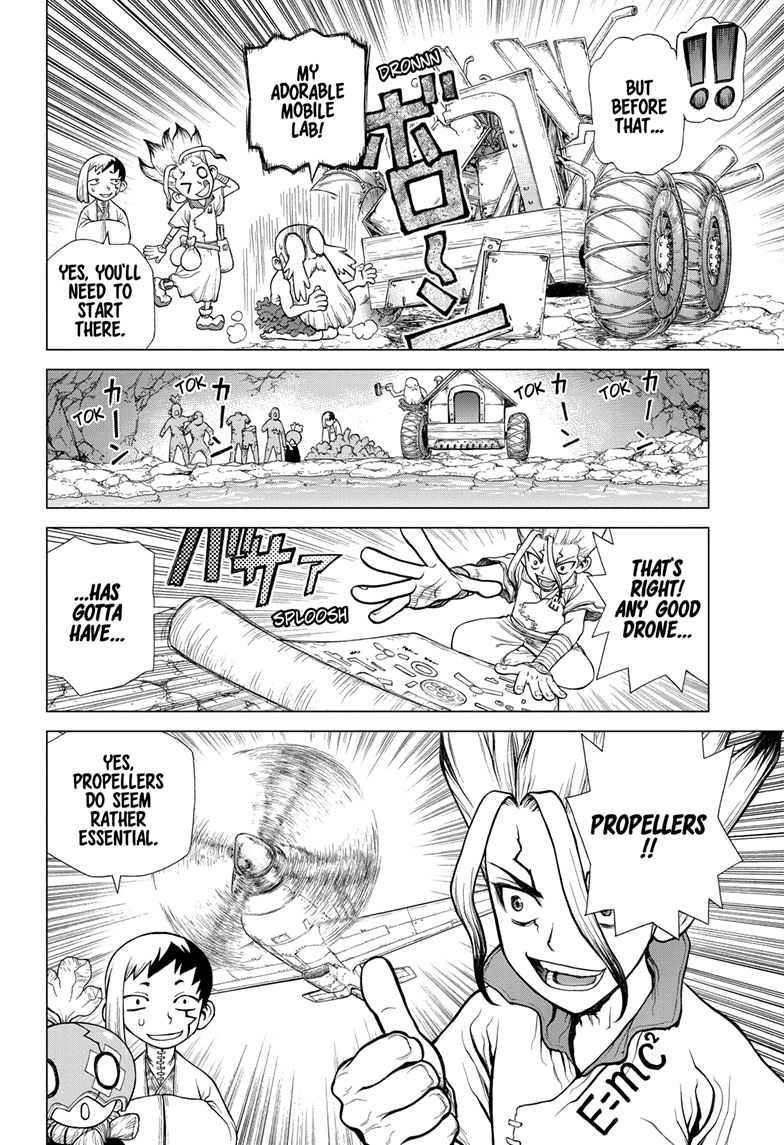 !!
BUT
BEFORE
THAT...
DRONNN
ボロ〜ン
MY
ADORABLE
MOBILE
LAB!
YES, YOU'LL
NEED TO
START
THERE.
TOK
カーン
TOK
カーン
TOK
カーン
TOK
カーン
THAT'S
RIGHT!
ANY GOOD
DRONE...
バサァ
SPLOOSH
...HAS
GOTTA
HAVE...
PROPELLERS
!!
YES,
PROPELLERS
DO SEEM
RATHER
ESSENTIAL.
E=mc²